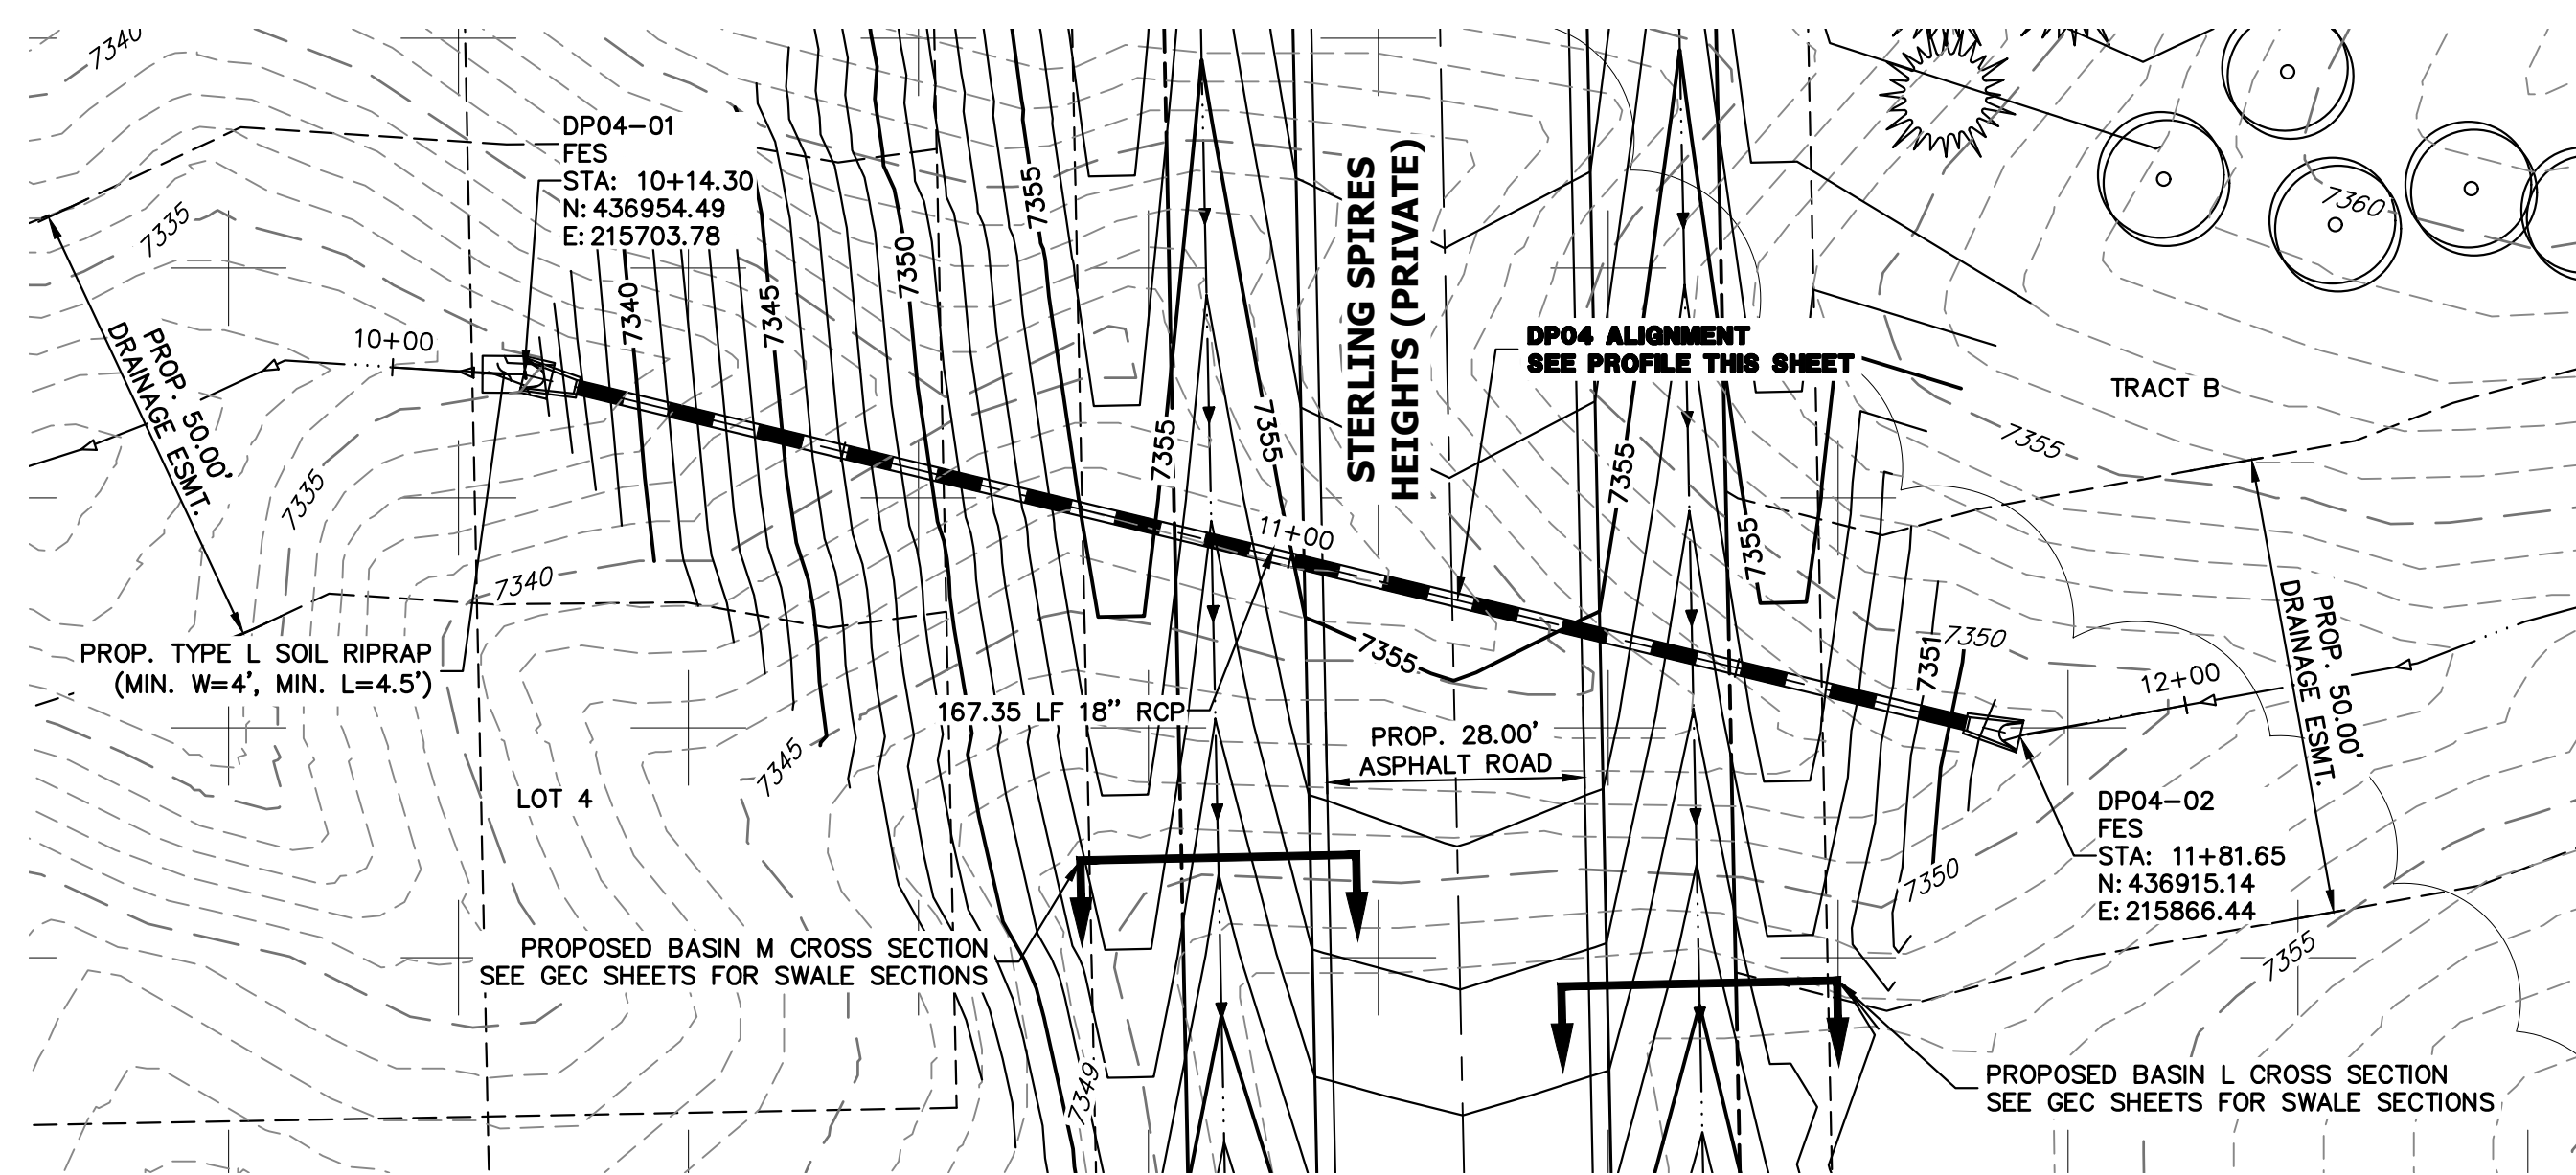 7340
DP04-01
FES
STA: 10+14.30
N: 436954.49
E: 215703.78
7335
7355
7350
7340
7345
7360
STERLING SPIRES
HEIGHTS (PRIVATE)
10+00
PROP. 50.00'
DRAINAGE ESMT.
DP04 ALIGNMENT
SEE PROFILE THIS SHEET
TRACT B
7355
7355
7355
7355
7355
7335
11+00
7340
7355
PROP. TYPE L SOIL RIPRAP
(MIN. W=4', MIN. L=4.5')
7351
7350
12+00
PROP. 50.00'
DRAINAGE ESMT.
167.35 LF 18" RCP
PROP. 28.00'
ASPHALT ROAD
7345
LOT 4
DP04-02
FES
STA: 11+81.65
N: 436915.14
E: 215866.44
7350
7355
PROPOSED BASIN M CROSS SECTION
SEE GEC SHEETS FOR SWALE SECTIONS
7349
PROPOSED BASIN L CROSS SECTION
SEE GEC SHEETS FOR SWALE SECTIONS